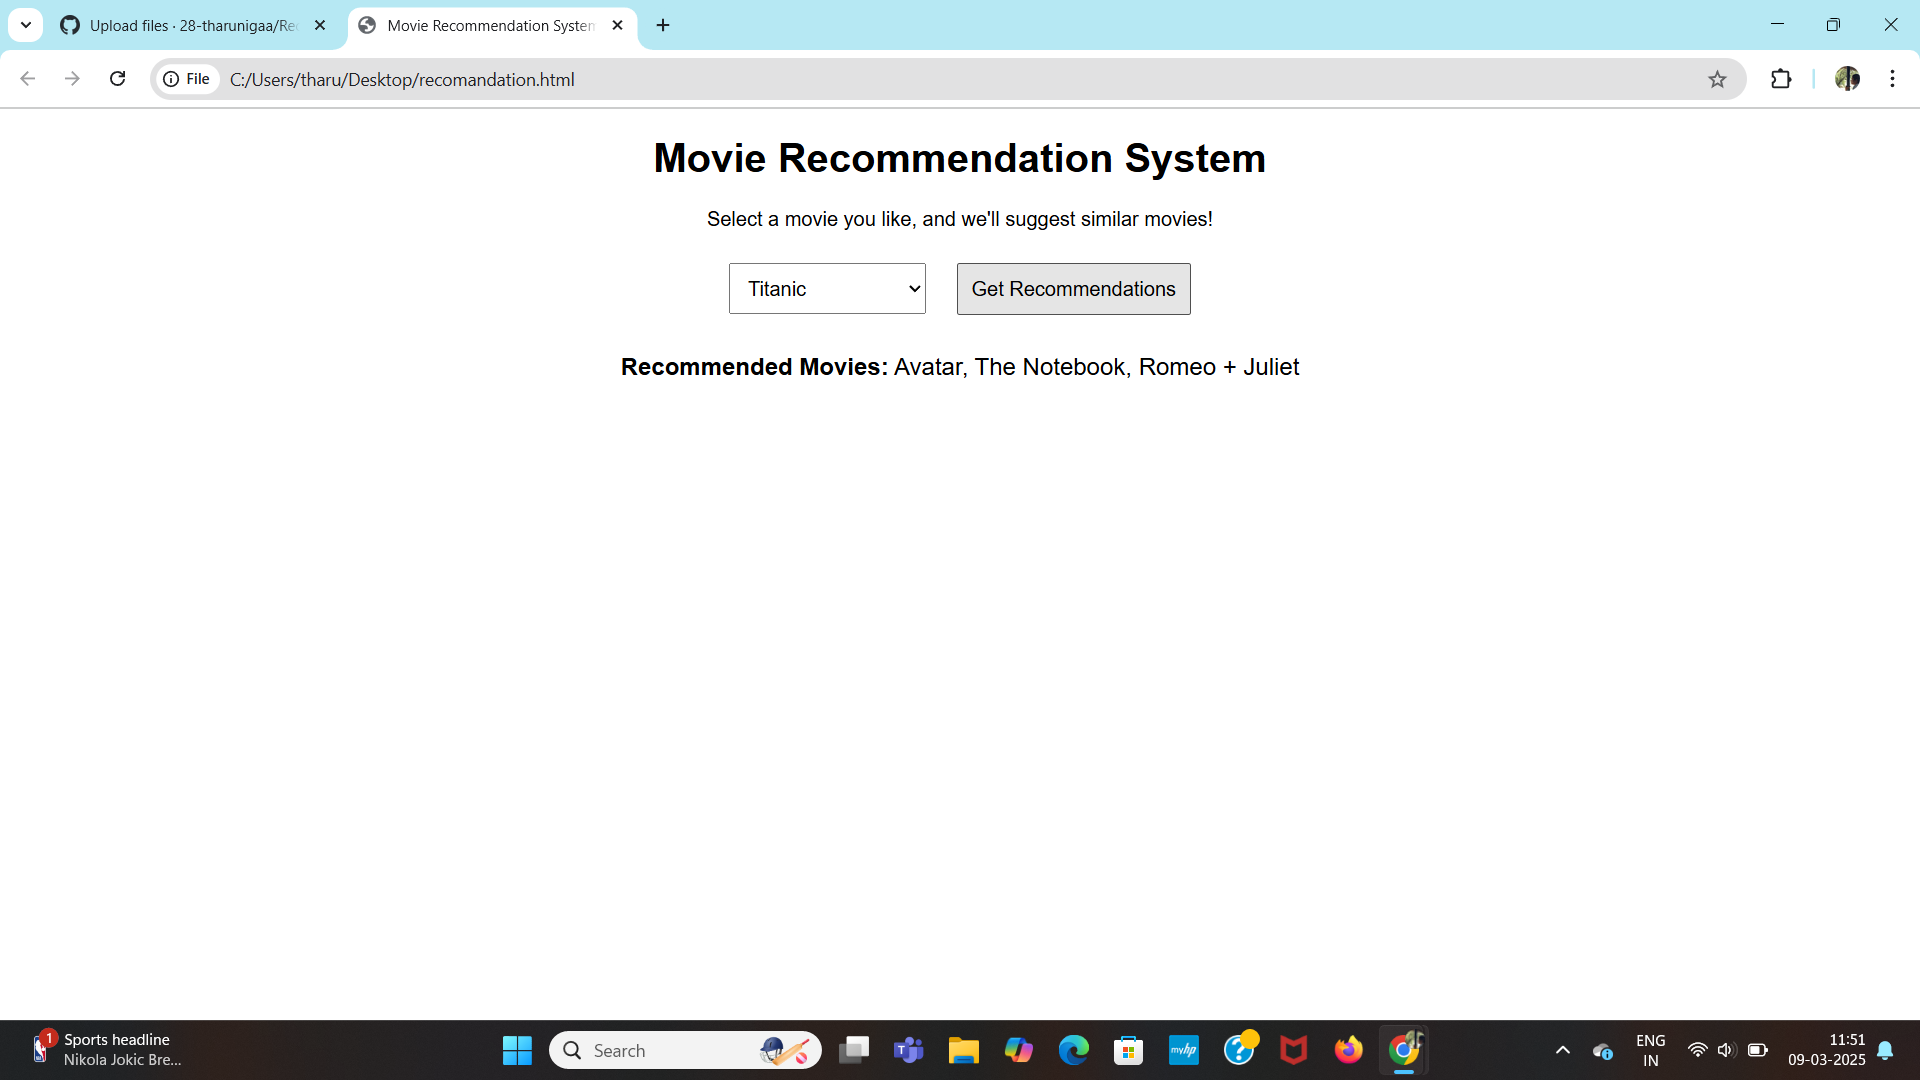 Upload files · 28-tharunigaa/Re
Movie Recommendation System
File
C:/Users/tharu/Desktop/recomandation.html
Movie Recommendation System
Select a movie you like, and we'll suggest similar movies!
Titanic
Get Recommendations
Recommended Movies: Avatar, The Notebook, Romeo + Juliet
1
Sports headline
Nikola Jokic Bre...
Search
T
myhp
?
ENG
IN
11:51
09-03-2025